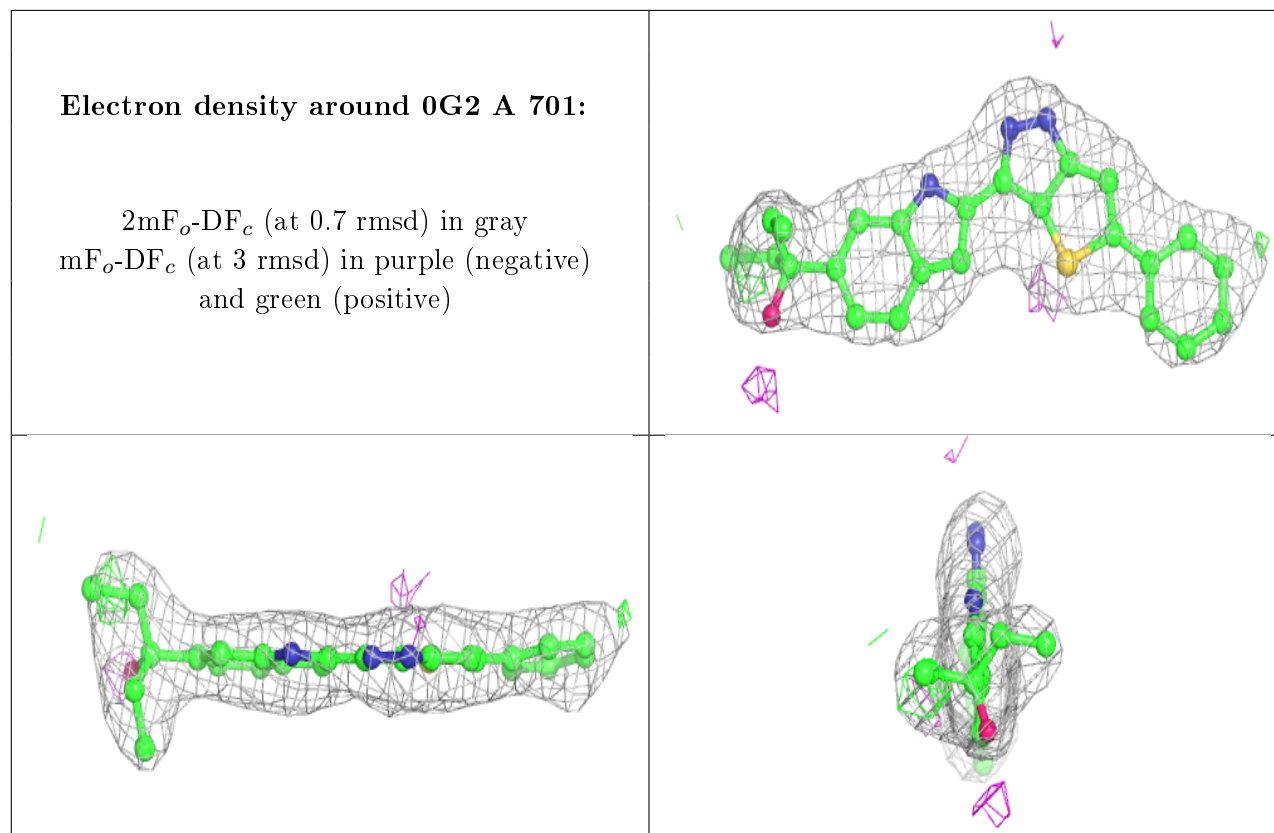 Electron density around 0G2 A 701:
2mFo-DFc (at 0.7 rmsd) in gray
mFo-DFc (at 3 rmsd) in purple (negative)
and green (positive)